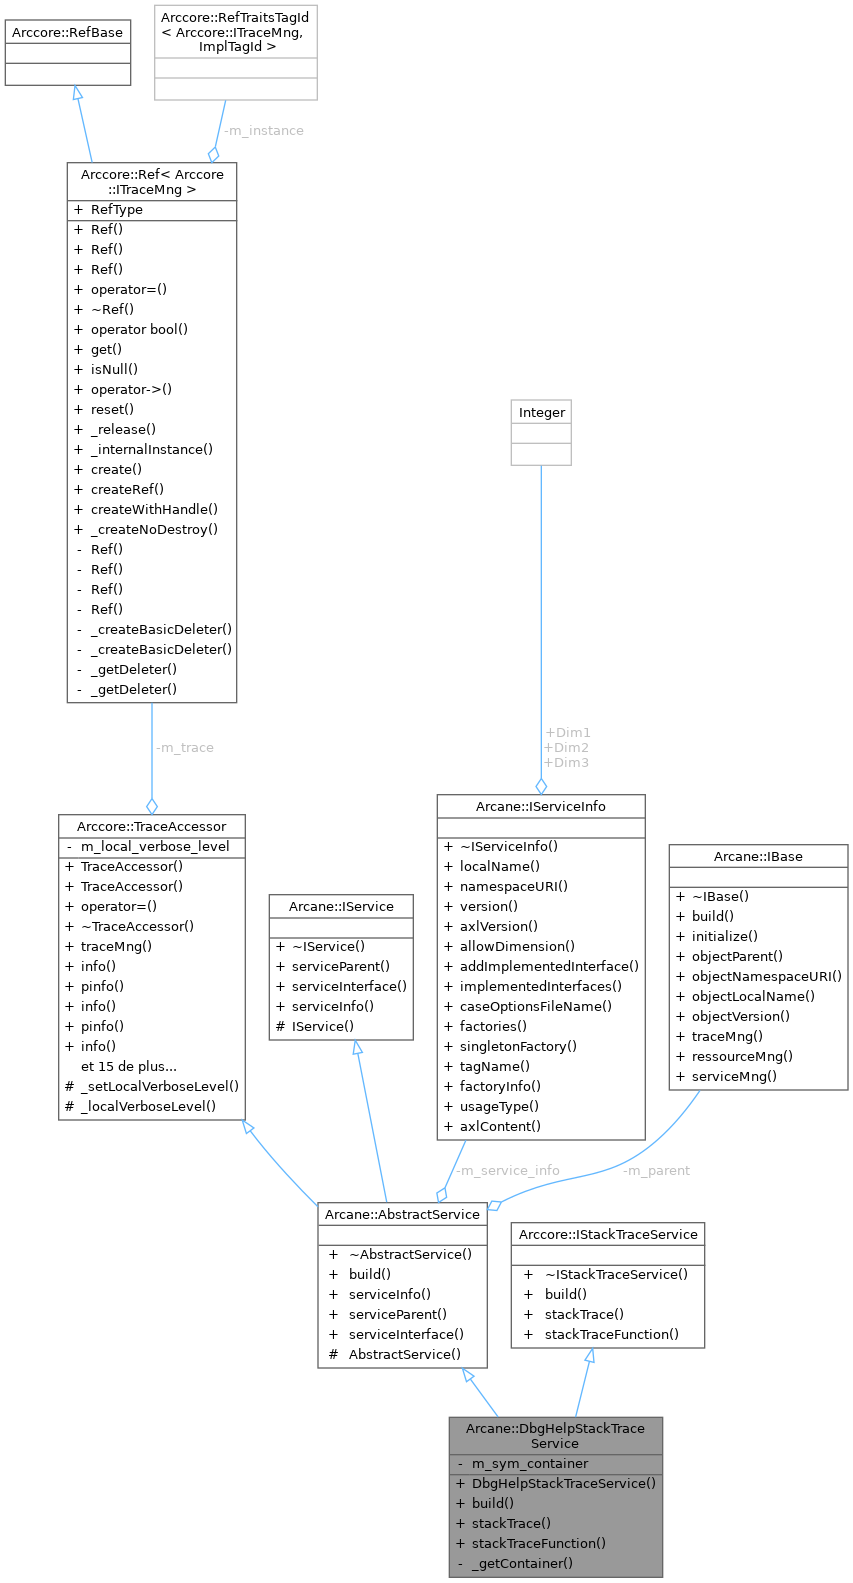 Arccore::RefBase
Arccore::RefTraitsTagId
< Arccore::ITraceMng,
ImplTagId >
-m_instance
Arccore::Ref< Arccore
::ITraceMng >
+ RefType
+ Ref()
+ Ref()
+ Ref()
+ operator=()
+ ~Ref()
+ operator bool()
+ get()
+ isNull()
+ operator->()
+ reset()
+ _release()
+ _internalInstance()
+ create()
+ createRef()
+ createWithHandle()
+ _createNoDestroy()
- Ref()
- Ref()
- Ref()
- Ref()
- _createBasicDeleter()
- _createBasicDeleter()
- _getDeleter()
- _getDeleter()
Integer
-m_trace
+Dim1
+Dim2
+Dim3
Arccore::TraceAccessor
- m_local_verbose_level
+ TraceAccessor()
+ TraceAccessor()
+ operator=()
+ ~TraceAccessor()
+ traceMng()
+ info()
+ pinfo()
+ info()
+ pinfo()
+ info()
et 15 de plus...
# _setLocalVerboseLevel()
# _localVerboseLevel()
Arcane::IService
+ ~IService()
+ serviceParent()
+ serviceInterface()
+ serviceInfo()
# IService()
Arcane::IServiceInfo
+ ~IServiceInfo()
+ localName()
+ namespaceURI()
+ version()
+ axlVersion()
+ allowDimension()
+ addImplementedInterface()
+ implementedInterfaces()
+ caseOptionsFileName()
+ factories()
+ singletonFactory()
+ tagName()
+ factoryInfo()
+ usageType()
+ axlContent()
Arcane::IBase
+ ~IBase()
+ build()
+ initialize()
+ objectParent()
+ objectNamespaceURI()
+ objectLocalName()
+ objectVersion()
+ traceMng()
+ ressourceMng()
+ serviceMng()
-m_service_info
-m_parent
Arcane::AbstractService
+ ~AbstractService()
+ build()
+ serviceInfo()
+ serviceParent()
+ serviceInterface()
# AbstractService()
Arccore::IStackTraceService
+ ~IStackTraceService()
+ build()
+ stackTrace()
+ stackTraceFunction()
Arcane::DbgHelpStackTrace
Service
- m_sym_container
+ DbgHelpStackTraceService()
+ build()
+ stackTrace()
+ stackTraceFunction()
- _getContainer()